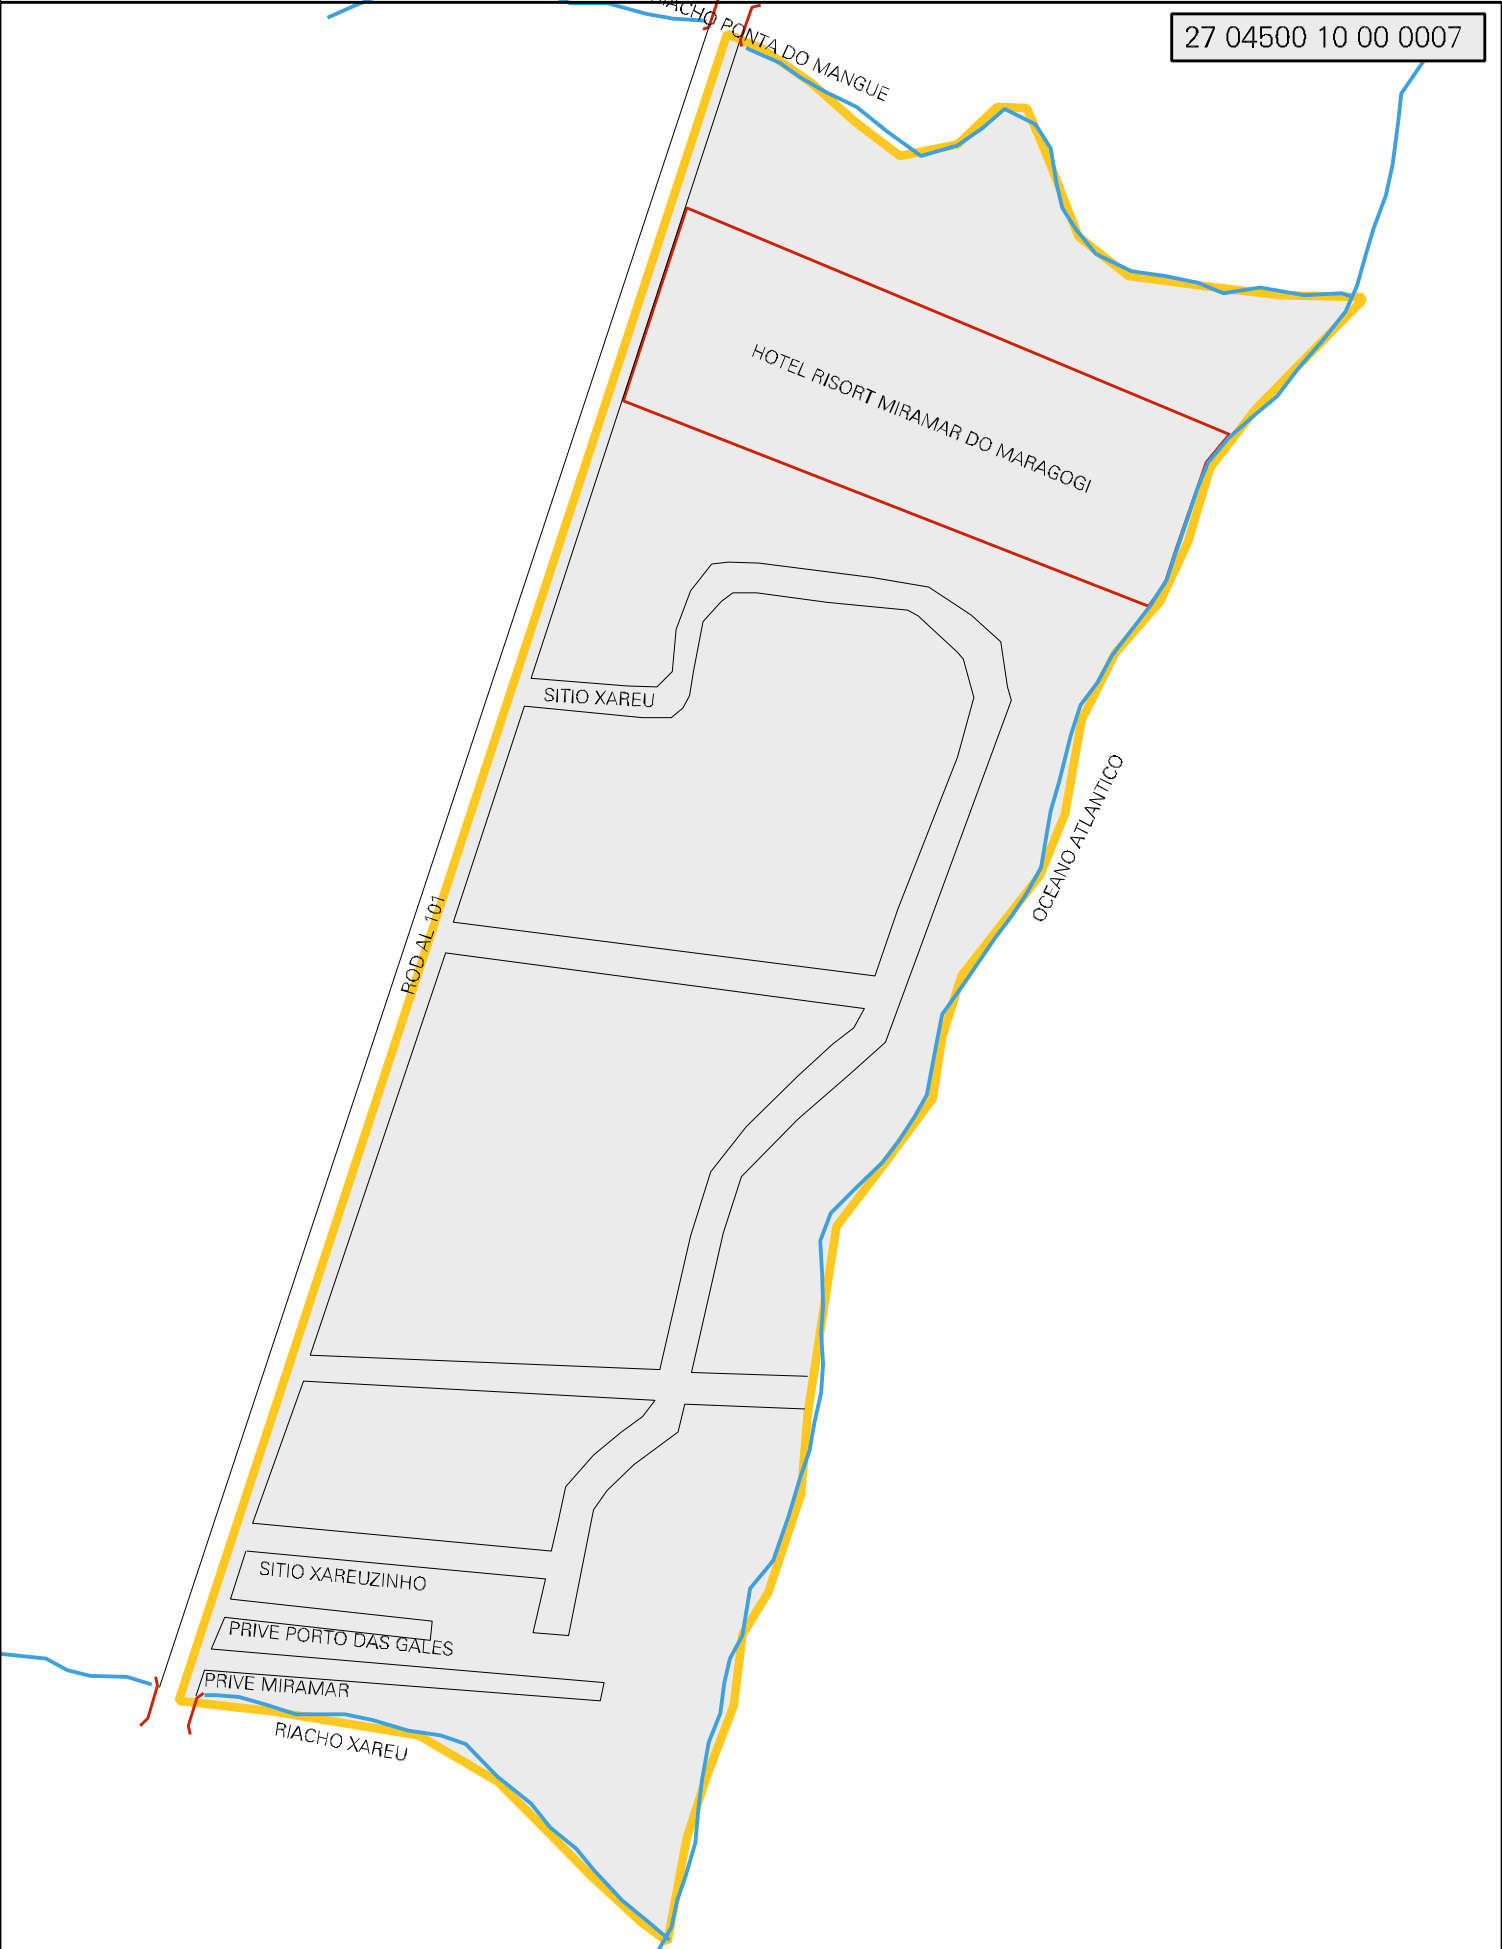 27 04500 10 00 0007
PONTA DO MANGUE
HOTEL RISORT MIRAMAR DO MARAGOGI
SITIO XAREU
OCEANO ATLANTICO
ROD AL 101
SITIO XAREUZINHO
PRIVE PORTO DAS GALES
PRIVE MIRAMAR
RIACHO XAREU